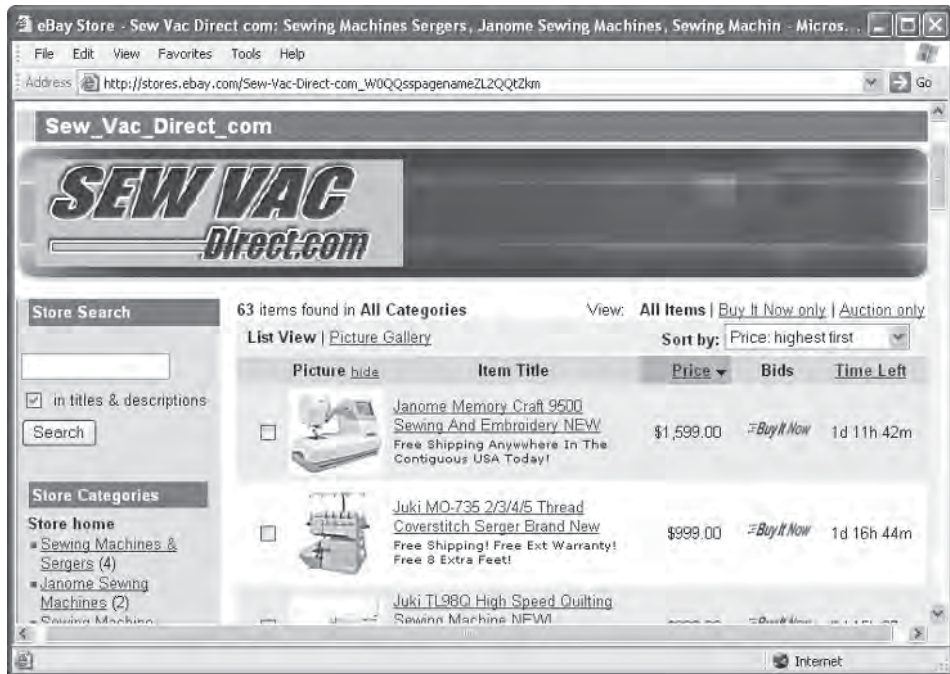 eBay Store - Sew Vac Direct com: Sewing Machines Sergers, Janome Sewing Machines, Sewing Machin - Micros...
File Edit View Favorites Tools Help
Address http://stores.ebay.com/Sew-Vac-Direct-com_W0QQsspagenameZL2QQtZkm Go
Sew_Vac_Direct_com
SEW VAC
Direct.com
Store Search
in titles & descriptions
Search
Store Categories
Store home
Sewing Machines &
Sergers (4)
Janome Sewing
Machines (2)
Sewing Machine
63 items found in All Categories
View: All Items | Buy It Now only | Auction only
List View | Picture Gallery
Sort by: Price: highest first
Picture hide Item Title Price Bids Time Left
Janome Memory Craft 9500
Sewing And Embroidery NEW
Free Shipping Anywhere In The
Contiguous USA Today!
$1,599.00 Buy It Now 1d 11h 42m
Juki MO-735 2/3/4/5 Thread
Coverstitch Serger Brand New
Free Shipping! Free Ext Warranty!
Free 8 Extra Feet!
$999.00 Buy It Now 1d 16h 44m
Juki TL98Q High Speed Quilting
Sewing Machine NEW!
Internet